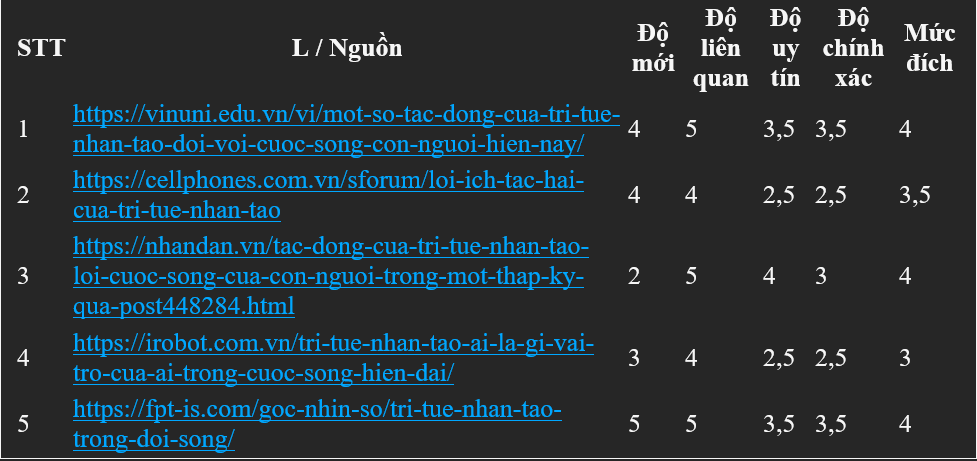 STT L / Nguồn Độ mới Độ liên quan Độ uy tín Độ chính xác Mức đích
1 https://vinuni.edu.vn/vi/mot-so-tac-dong-cua-tri-tue-
nhan-tao-doi-voi-cuoc-song-con-nguoi-hien-nay/ 4 5 3,5 3,5 4
2 https://cellphones.com.vn/sforum/loi-ich-tac-hai-
cua-tri-tue-nhan-tao 4 4 2,5 2,5 3,5
3 https://nhandan.vn/tac-dong-cua-tri-tue-nhan-tao-
loi-cuoc-song-cua-con-nguoi-trong-mot-thap-ky-
qua-post448284.html 2 5 4 3 4
4 https://irobot.com.vn/tri-tue-nhan-tao-ai-la-gi-vai-
tro-cua-ai-trong-cuoc-song-hien-dai/ 3 4 2,5 2,5 3
5 https://fpt-is.com/goc-nhin-so/tri-tue-nhan-tao-
trong-doi-song/ 5 5 3,5 3,5 4